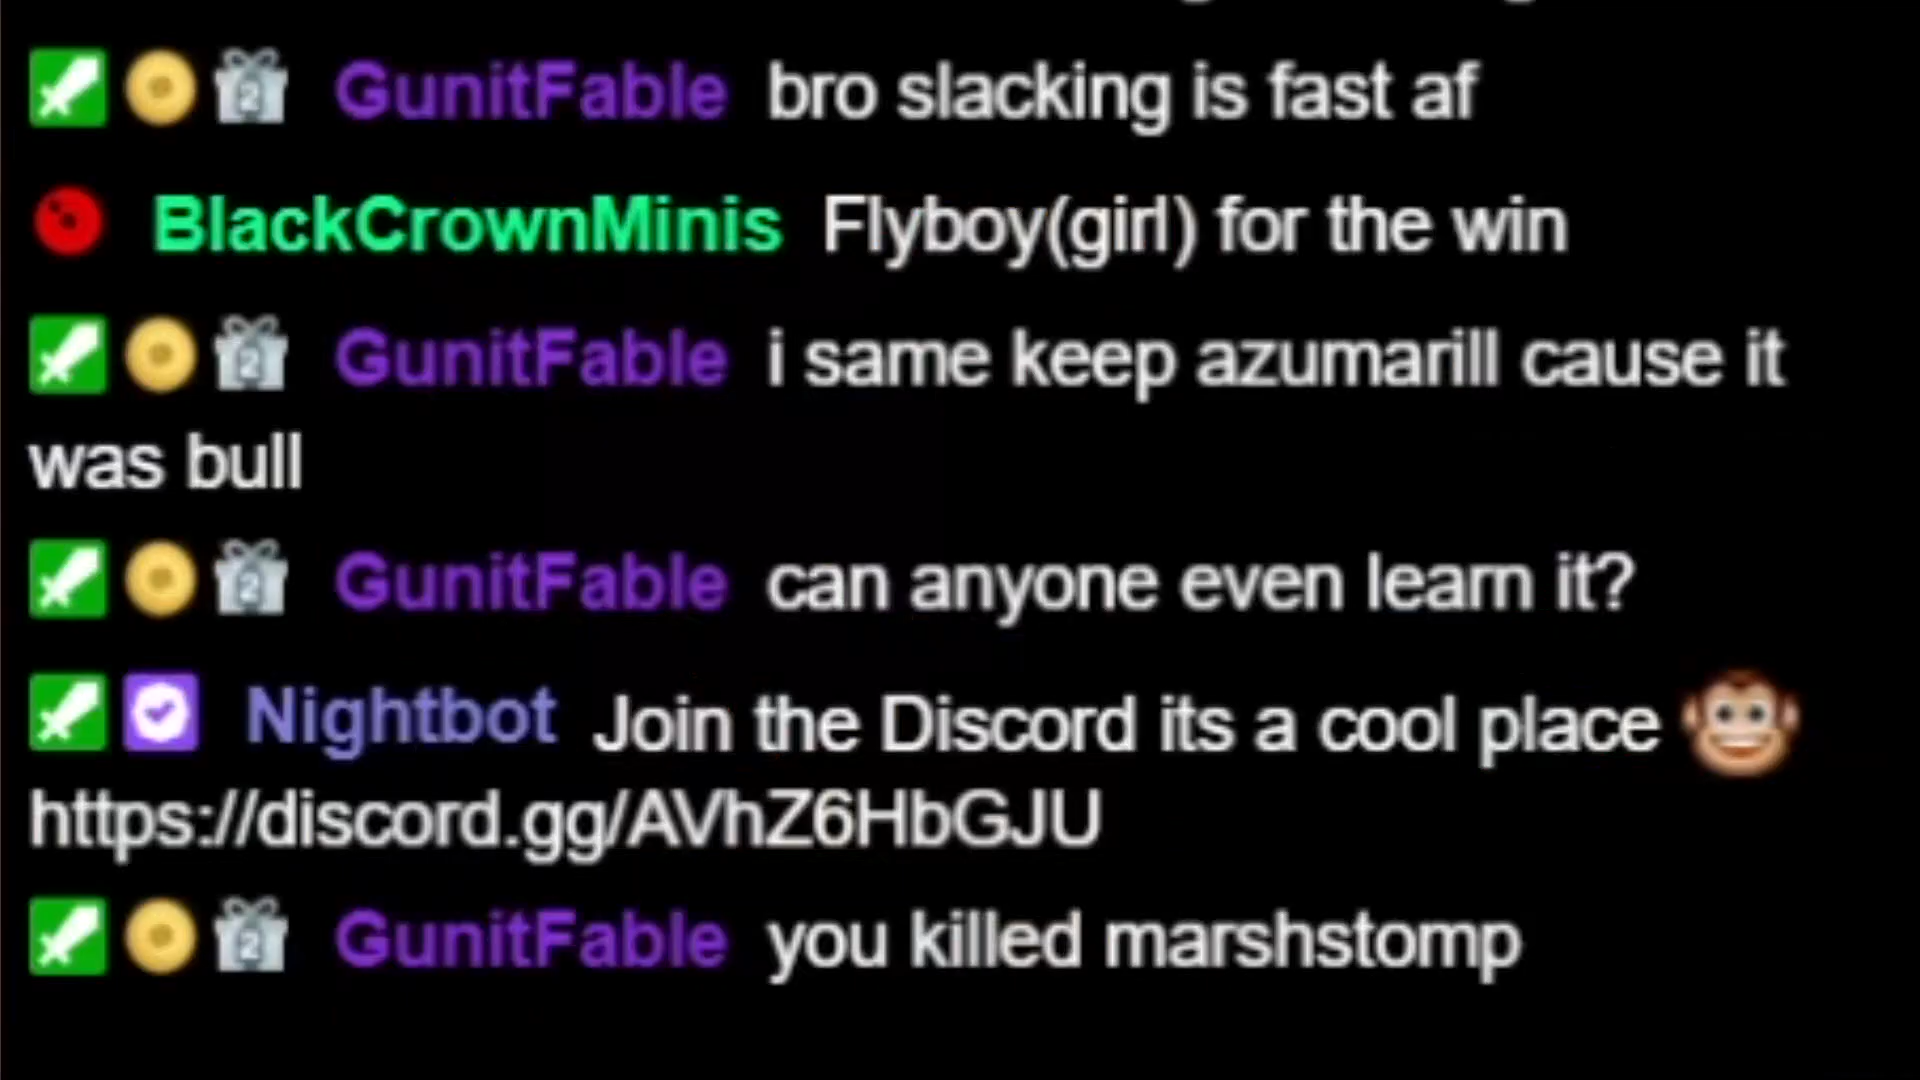 GunitFable bro slacking is fast af
BlackCrownMinis Flyboy(girl) for the win
GunitFable i same keep azumarill cause it
was bull
GunitFable can anyone even learn it?
Nightbot Join the Discord its a cool place
https://discord.gg/AVhZ6HbGJU
GunitFable you killed marshstomp